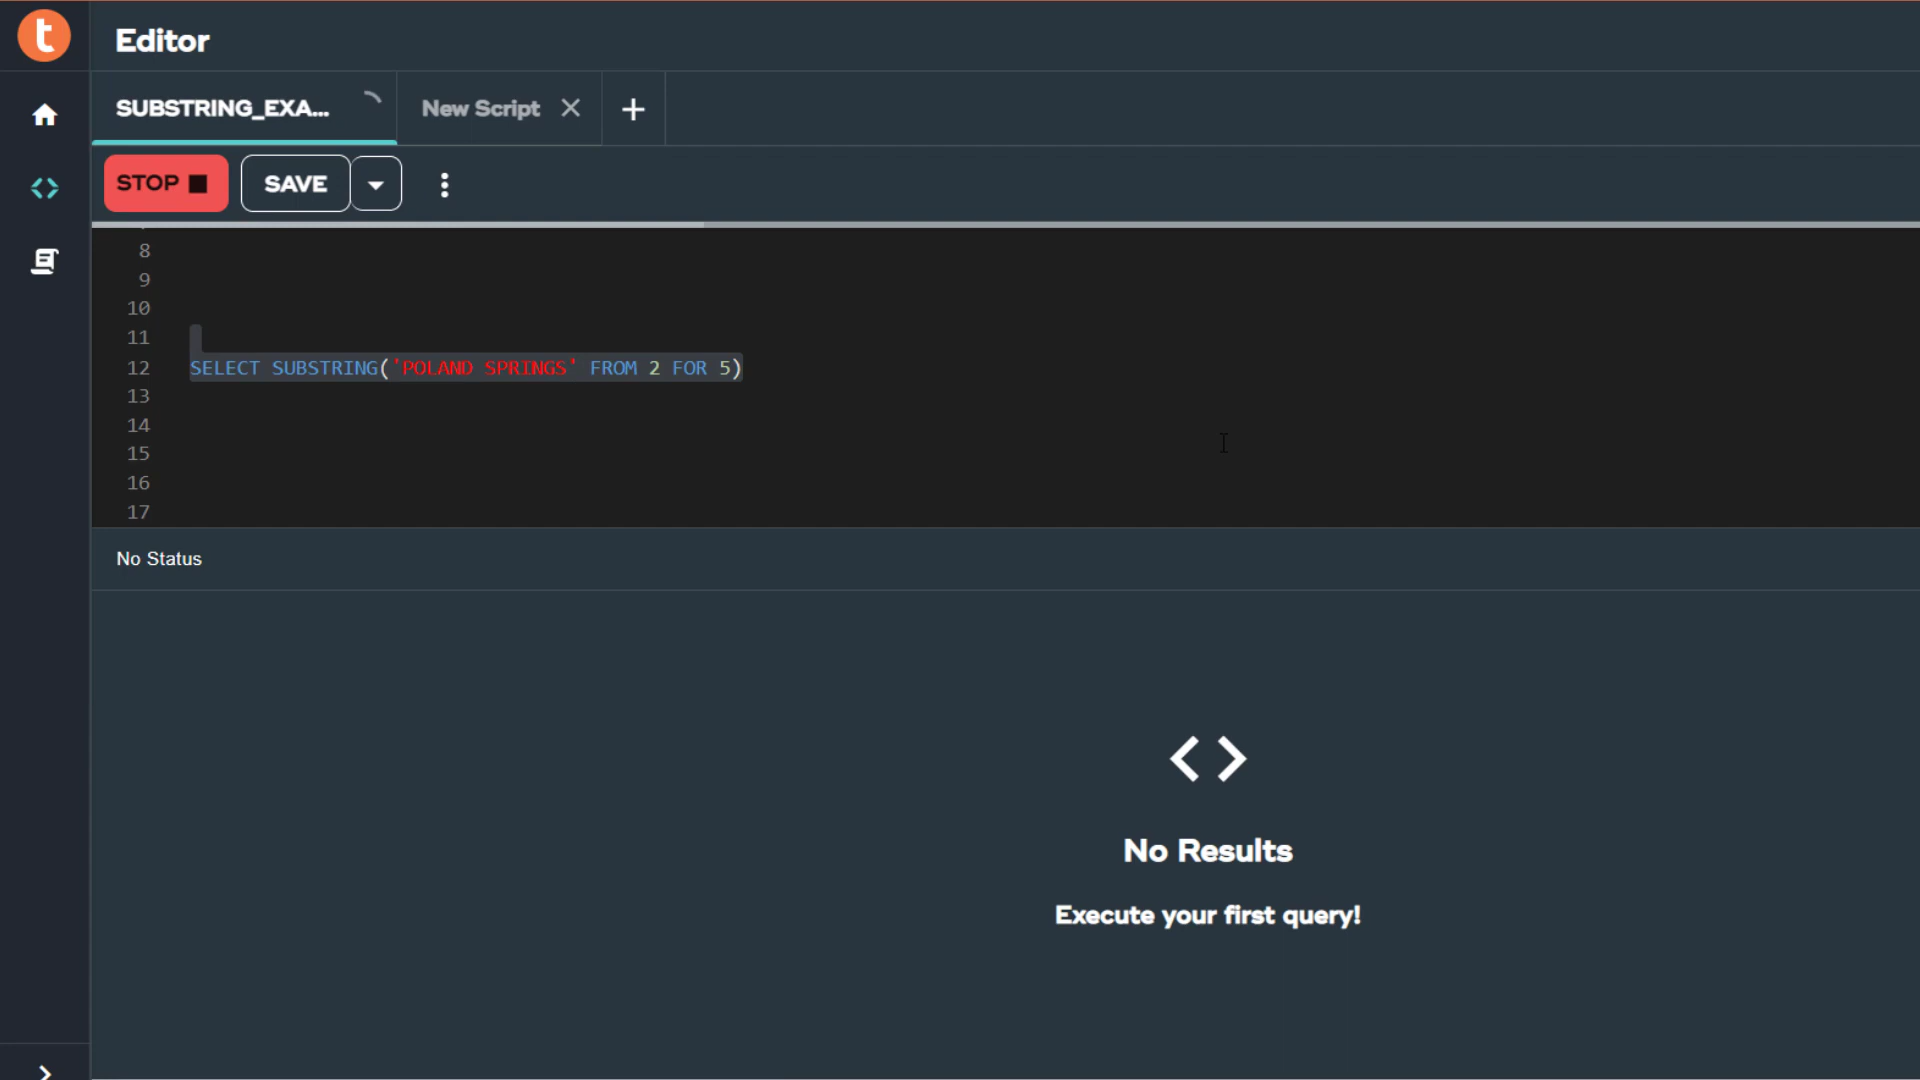 t
Editor
SUBSTRING_EXA...
New Script
STOP
SAVE
8
9
10
11
12 SELECT SUBSTRING('POLAND SPRINGS' FROM 2 FOR 5)
13
14
15
16
17
No Status
No Results
Execute your first query!